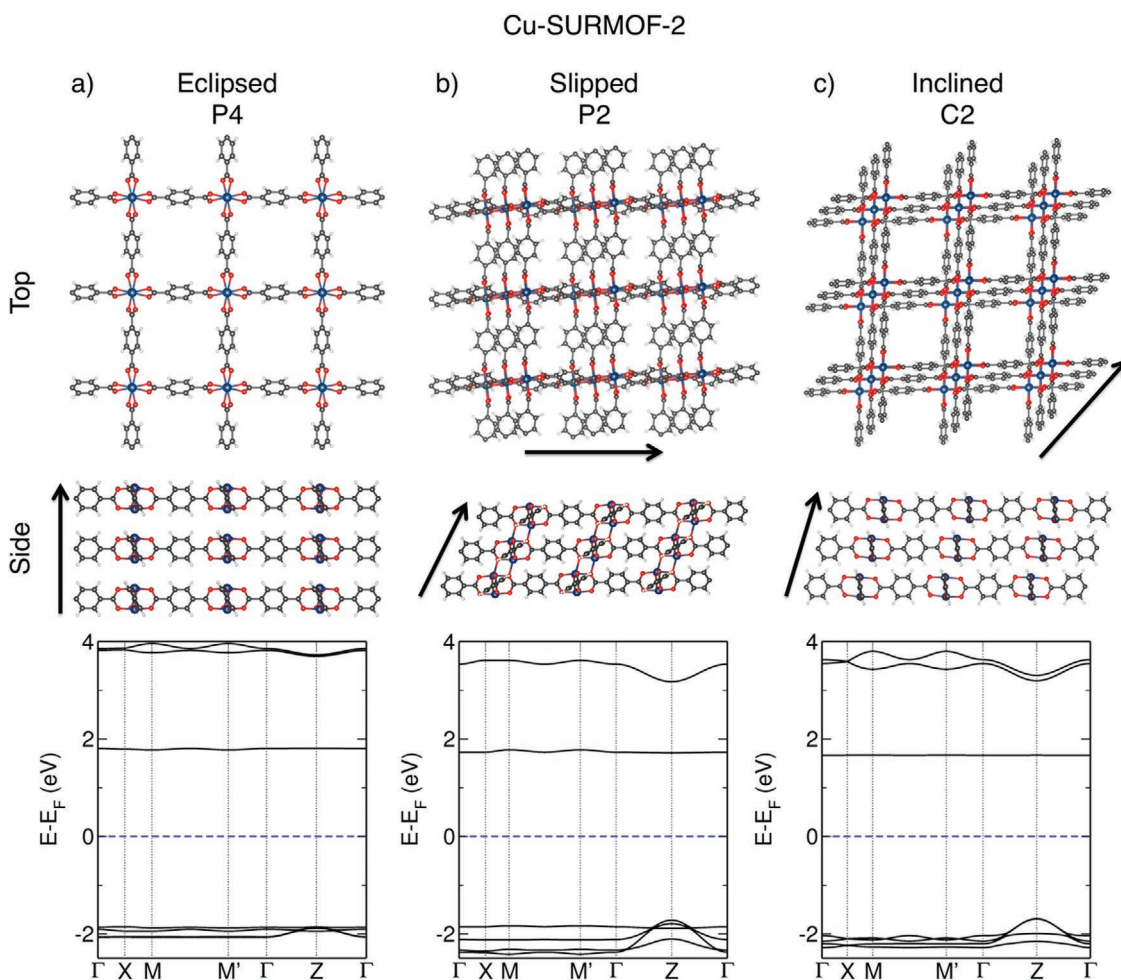 Cu-SURMOF-2
a) Eclipsed P4
b) Slipped P2
c) Inclined C2
Top
Side
4
2
0
-2
E-E_F (eV)
Γ X M M' Γ Z Γ
4
2
0
-2
E-E_F (eV)
Γ X M M' Γ Z Γ
4
2
0
-2
E-E_F (eV)
Γ X M M' Γ Z Γ